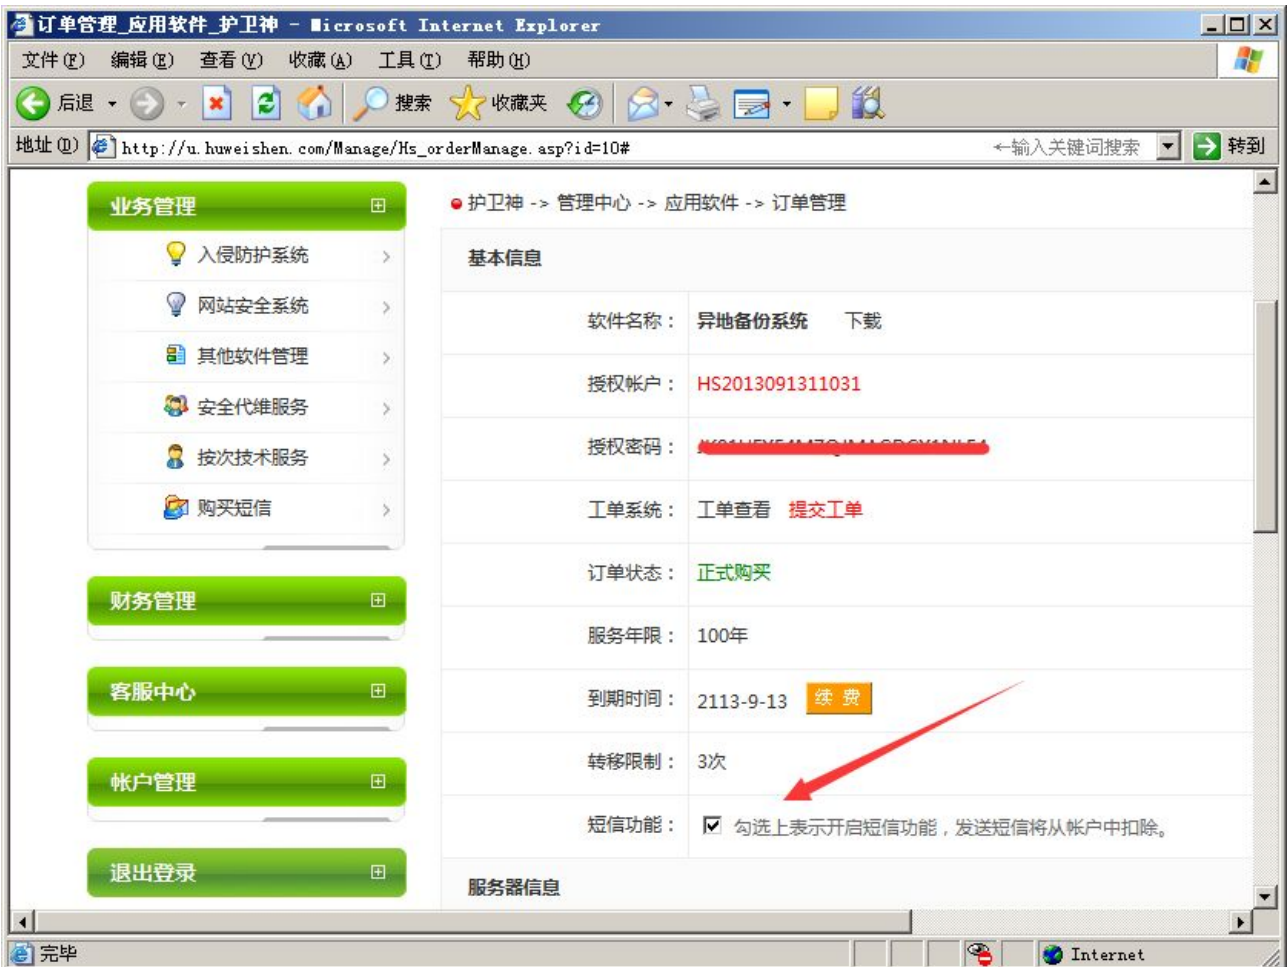 订单管理_应用软件_护卫神 - Microsoft Internet Explorer
文件(F) 编辑(E) 查看(V) 收藏(A) 工具(T) 帮助(H)
后退 搜索 收藏夹
地址(D) http://u.huweishen.com/Manage/Hs_orderManage.asp?id=10# ←输入关键词搜索 转到
业务管理
入侵防护系统
网站安全系统
其他软件管理
安全代维服务
按次技术服务
购买短信
财务管理
客服中心
帐户管理
退出登录
护卫神 -> 管理中心 -> 应用软件 -> 订单管理
基本信息
软件名称： 异地备份系统 下载
授权帐户： HS2013091311031
授权密码：
工单系统： 工单查看 提交工单
订单状态： 正式购买
服务年限： 100年
到期时间： 2113-9-13 续 费
转移限制： 3次
短信功能： 勾选上表示开启短信功能，发送短信将从帐户中扣除。
服务器信息
完毕 Internet